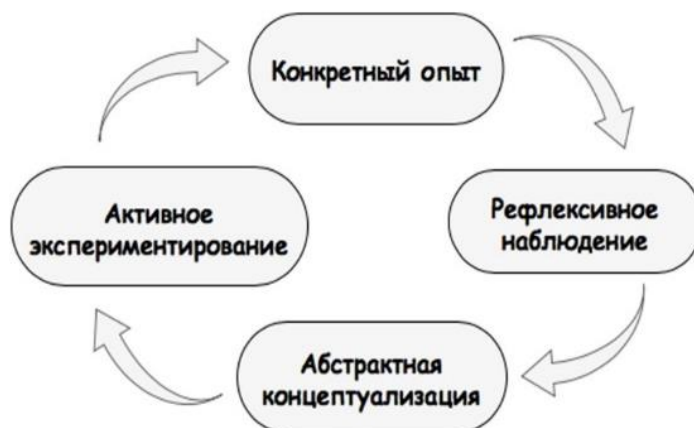 Конкретный опыт
Рефлексивное
наблюдение
Абстрактная
концептуализация
Активное
экспериментирование